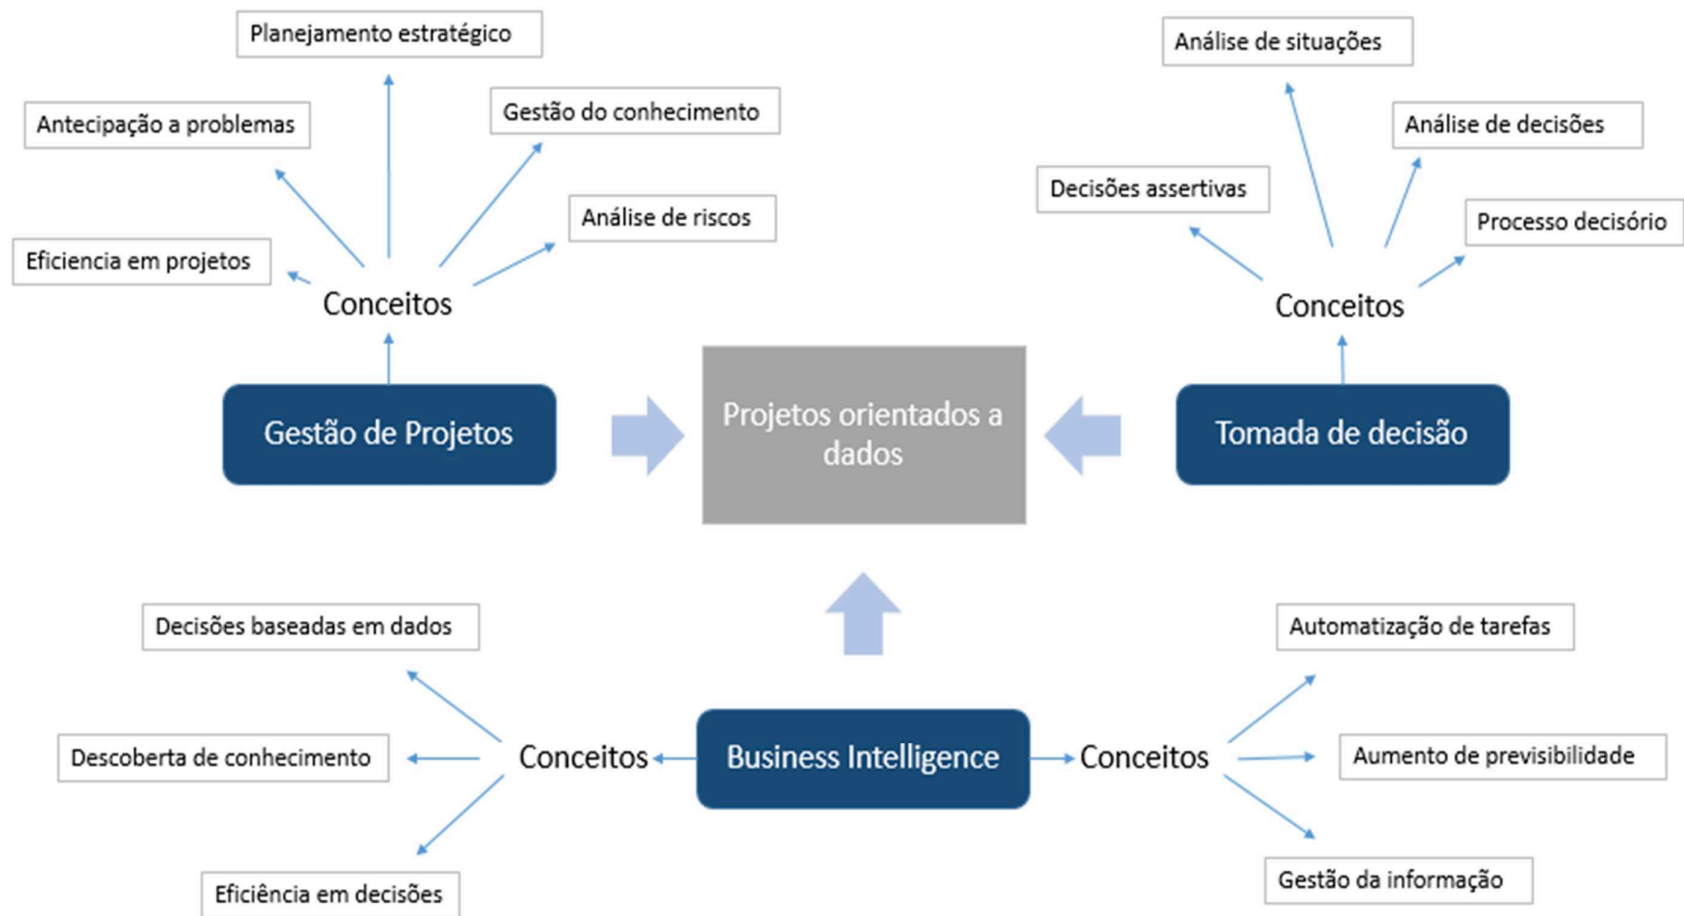 Planejamento estratégico
Análise de situações
Antecipação a problemas
Gestão do conhecimento
Análise de decisões
Decisões assertivas
Análise de riscos
Processo decisório
Eficiencia em projetos
Conceitos
Conceitos
Gestão de Projetos
Projetos orientados a
dados
Tomada de decisão
Decisões baseadas em dados
Automatização de tarefas
Descoberta de conhecimento
Conceitos
Business Intelligence
Conceitos
Aumento de previsibilidade
Eficiência em decisões
Gestão da informação